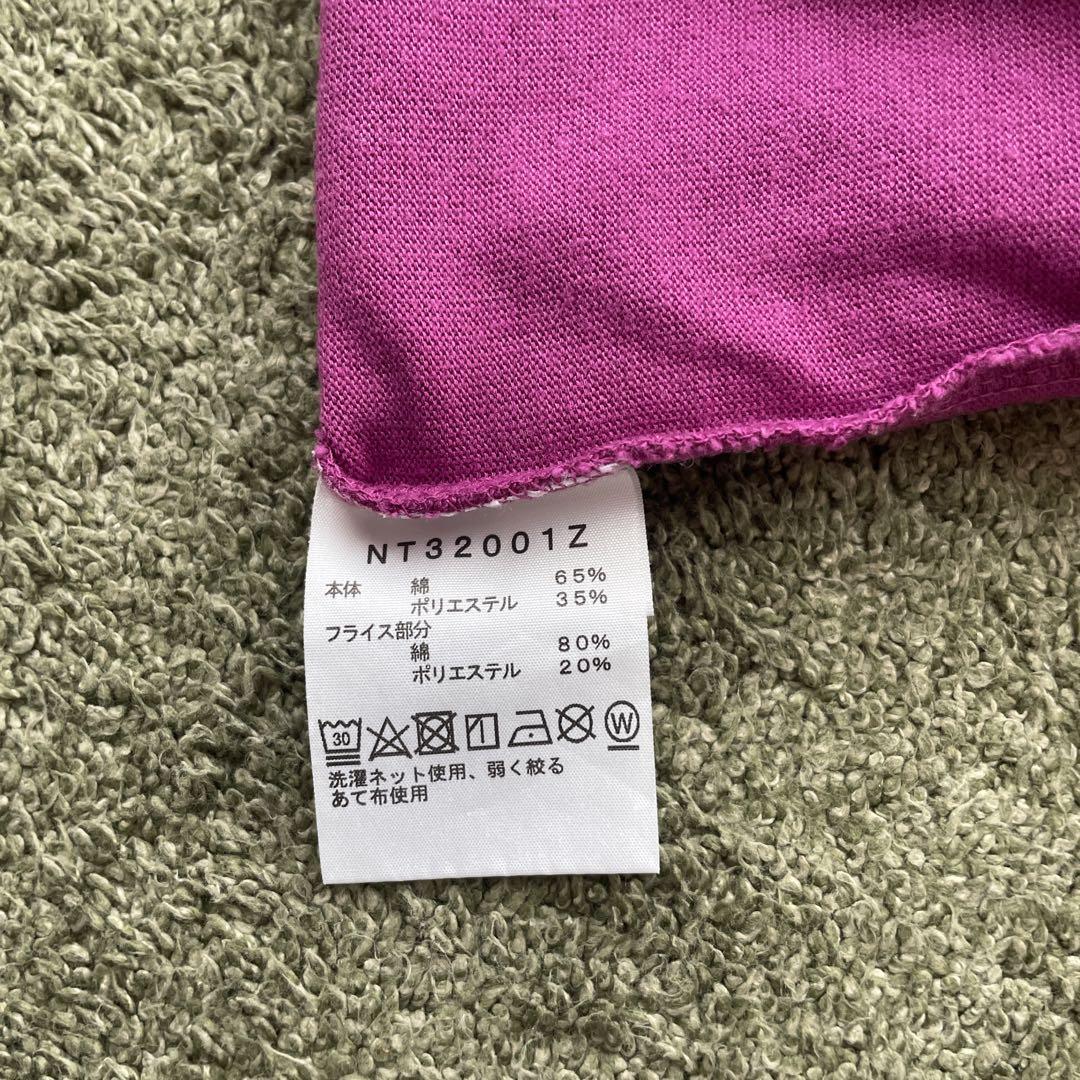 NT32001Z
本体 綿 65%
ポリエステル 35%
フライス部分
綿 80%
ポリエステル 20%
30 W
洗濯ネット使用、弱く絞る
あて布使用